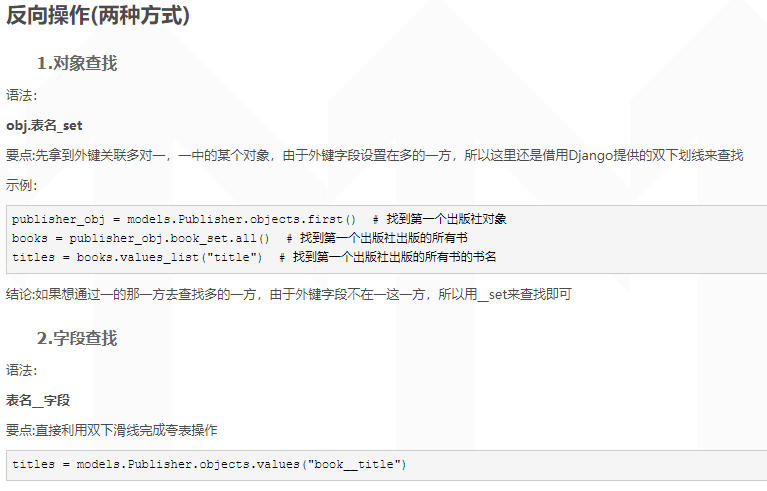 反向操作(两种方式)
1.对象查找
语法：
obj.表名_set
要点:先拿到外键关联多对一，一中的某个对象，由于外键字段设置在多的一方，所以这里还是借用Django提供的双下划线来查找
示例：
publisher_obj = models.Publisher.objects.first()  # 找到第一个出版社对象
books = publisher_obj.book_set.all()  # 找到第一个出版社出版的所有书
titles = books.values_list("title")  # 找到第一个出版社出版的所有书的书名
结论:如果想通过一的那一方去查找多的一方，由于外键字段不在一这一方，所以用__set来查找即可
2.字段查找
语法：
表名__字段
要点:直接利用双下滑线完成夸表操作
titles = models.Publisher.objects.values("book__title")